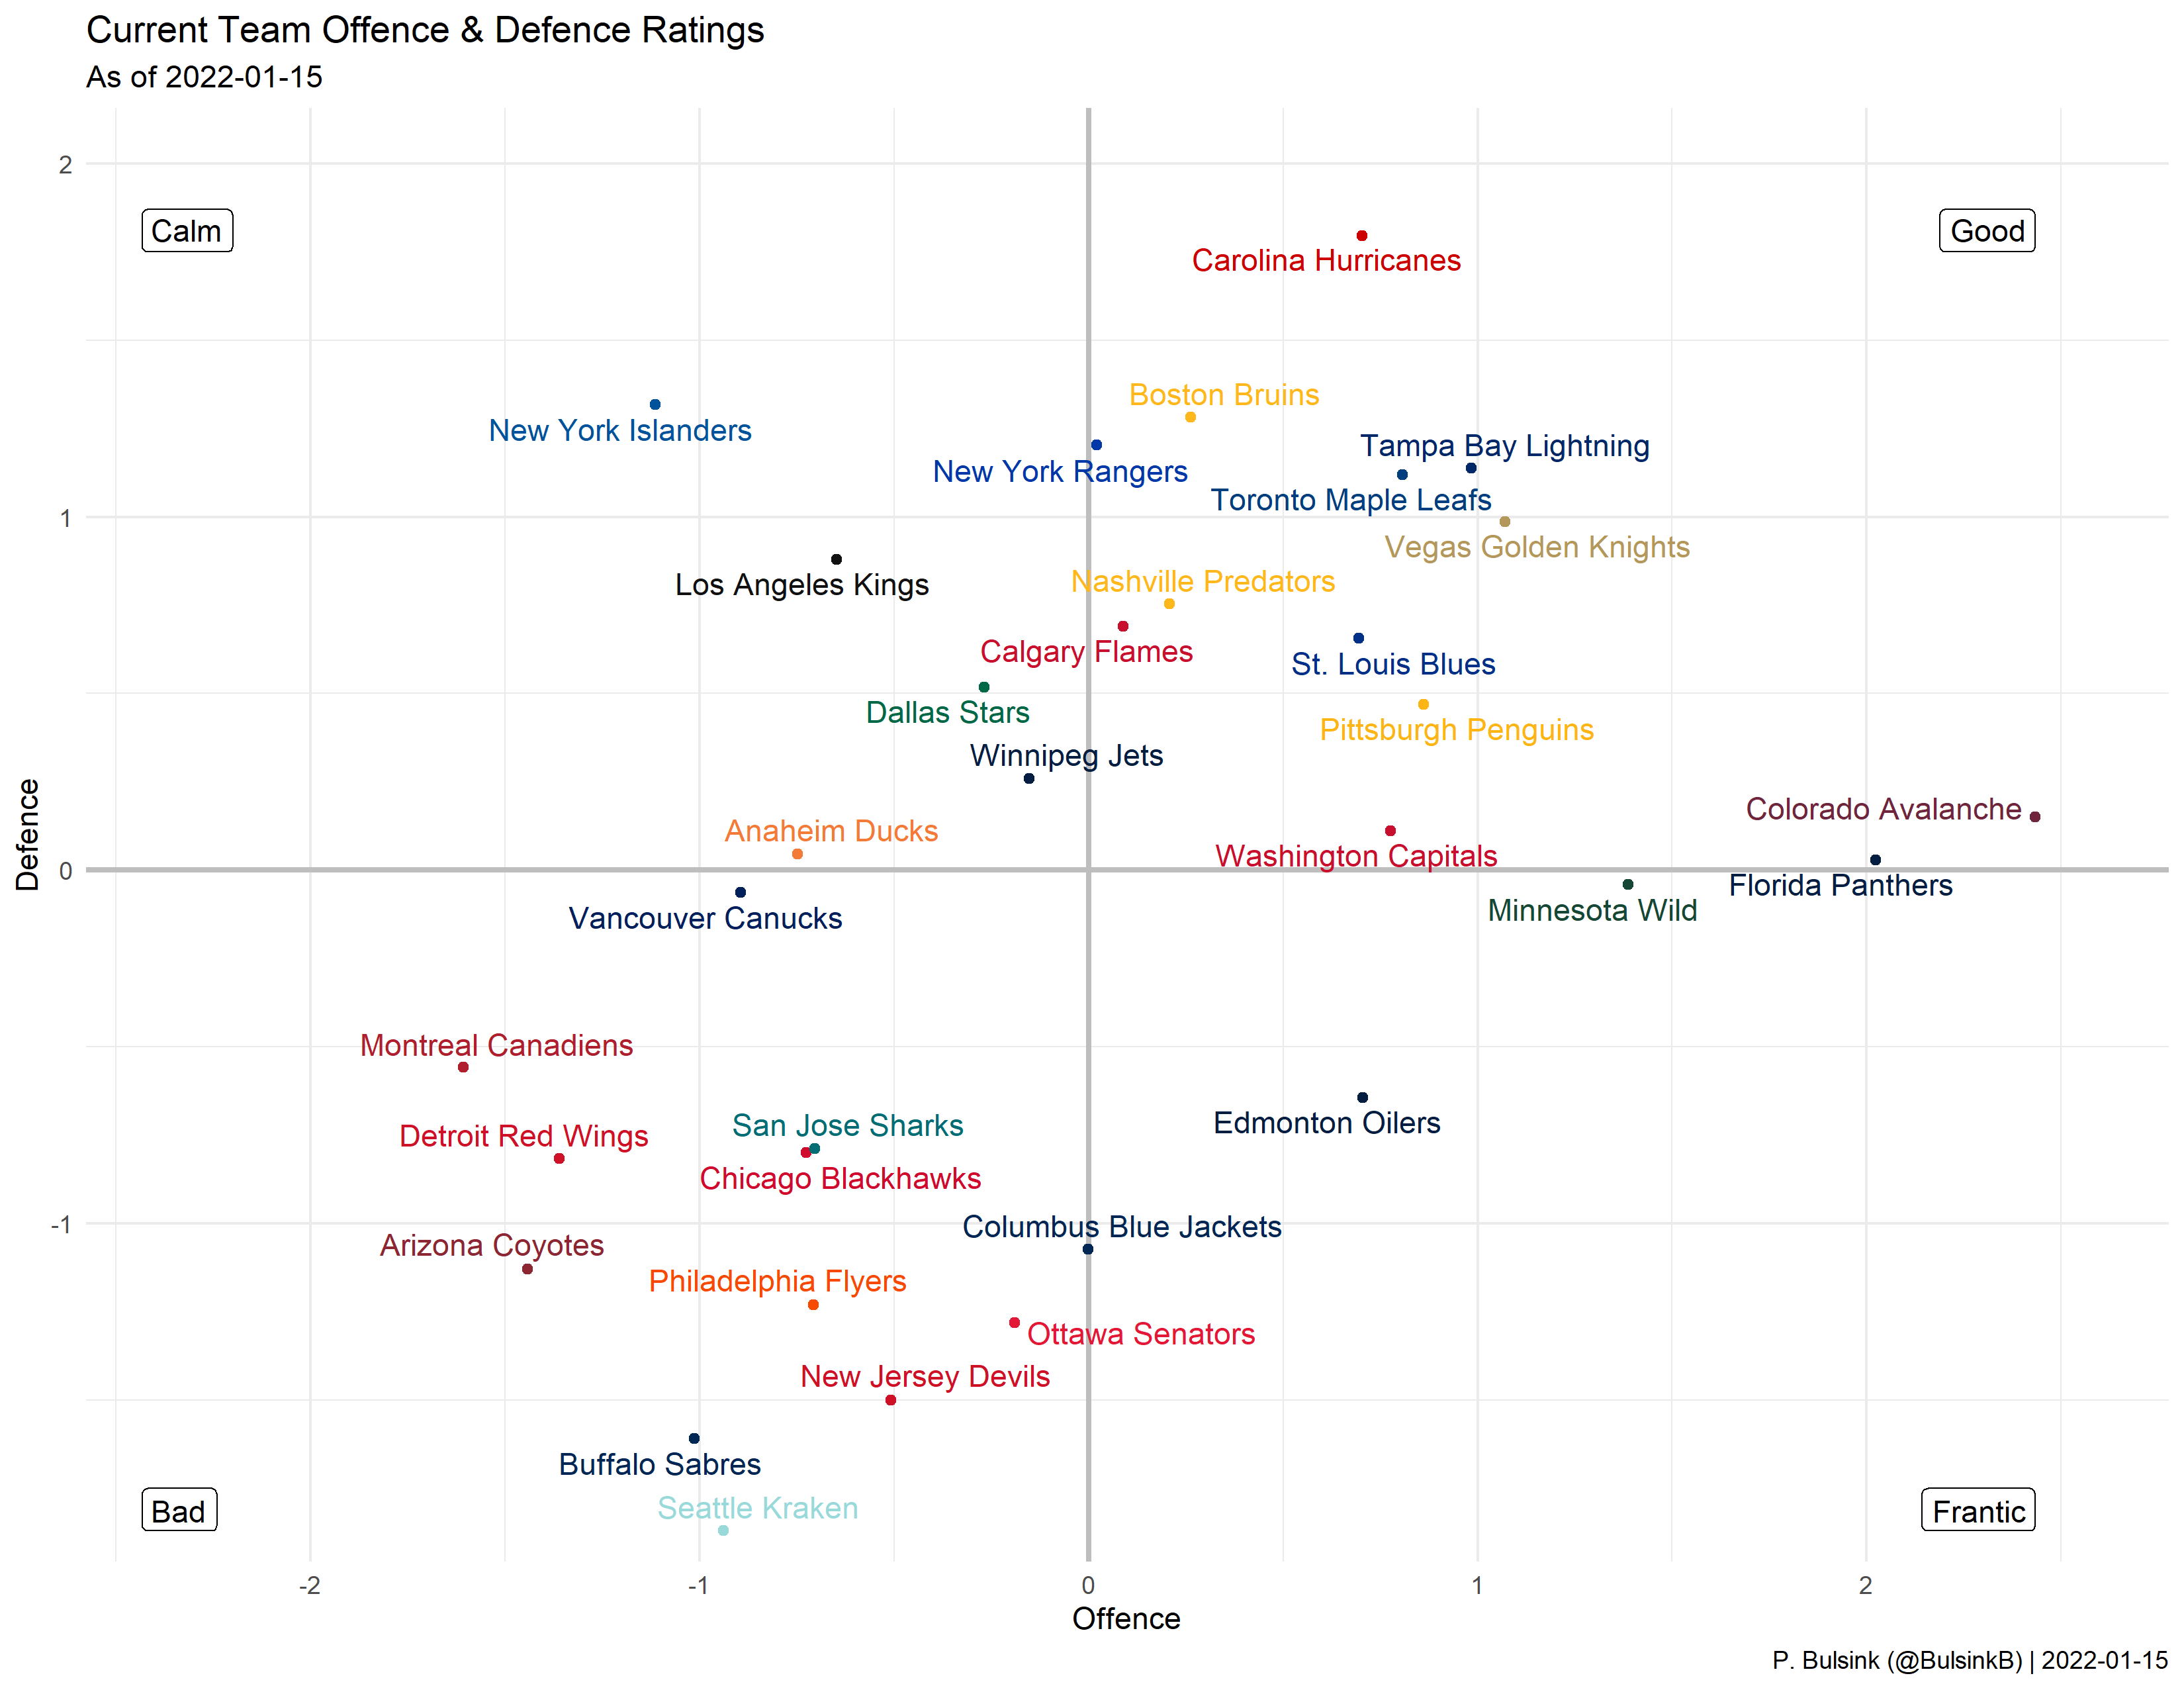 Current Team Offence & Defence Ratings
As of 2022-01-15
2
Calm
Good
Carolina Hurricanes
Boston Bruins
New York Islanders
Tampa Bay Lightning
New York Rangers
Toronto Maple Leafs
1
Vegas Golden Knights
Nashville Predators
Los Angeles Kings
Calgary Flames
St. Louis Blues
Dallas Stars
Pittsburgh Penguins
Winnipeg Jets
Colorado Avalanche
Anaheim Ducks
Defence
Washington Capitals
0
Florida Panthers
Minnesota Wild
Vancouver Canucks
Montreal Canadiens
Edmonton Oilers
San Jose Sharks
Detroit Red Wings
Chicago Blackhawks
-1
Columbus Blue Jackets
Arizona Coyotes
Philadelphia Flyers
Ottawa Senators
New Jersey Devils
Buffalo Sabres
Seattle Kraken
Bad
Frantic
-2 -1 0 1 2
Offence
P. Bulsink (@BulsinkB) | 2022-01-15